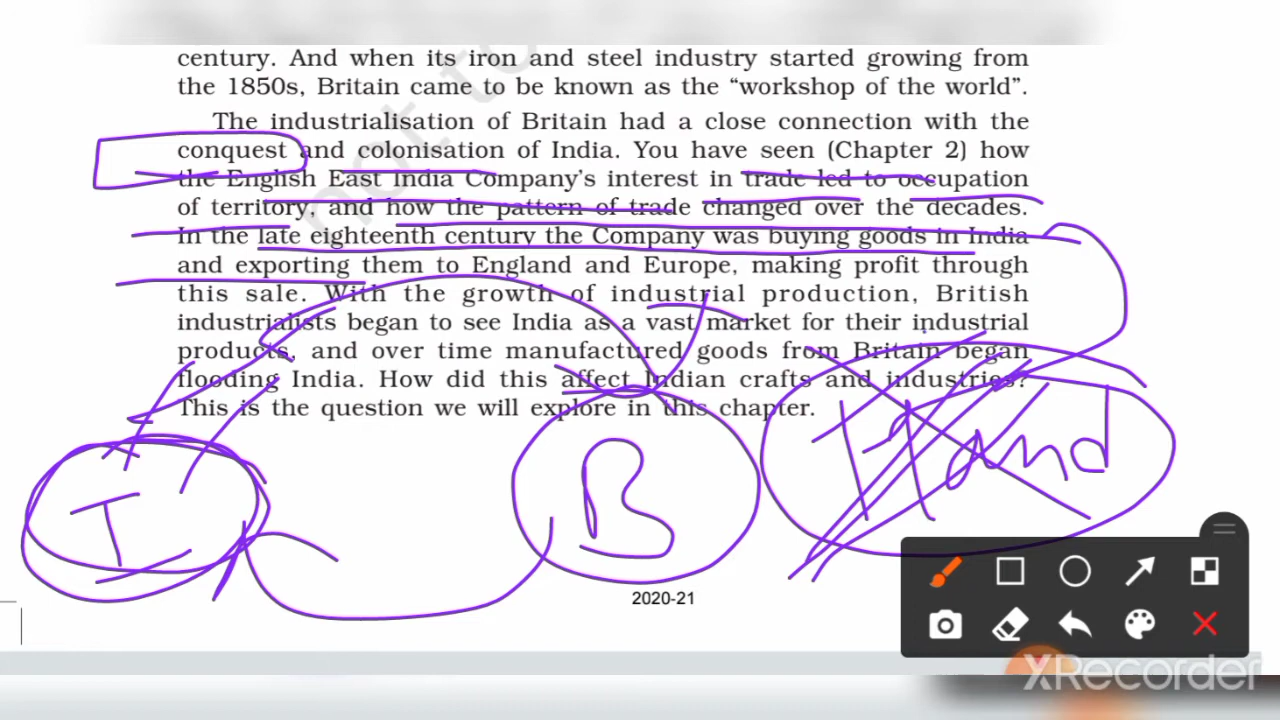 century. And when its iron and steel industry started growing from
the 1850s, Britain came to be known as the “workshop of the world”.
The industrialisation of Britain had a close connection with the
conquest and colonisation of India. You have seen (Chapter 2) how
the English East India Company’s interest in trade led to occupation
of territory, and how the pattern of trade changed over the decades.
In the late eighteenth century the Company was buying goods in India
and exporting them to England and Europe, making profit through
this sale. With the growth of industrial production, British
industrialists began to see India as a vast market for their industrial
products, and over time manufactured goods from Britain began
flooding India. How did this affect Indian crafts and industries?
This is the question we will explore in this chapter.
I
B
Hand
2020-21
not to
XRecorder